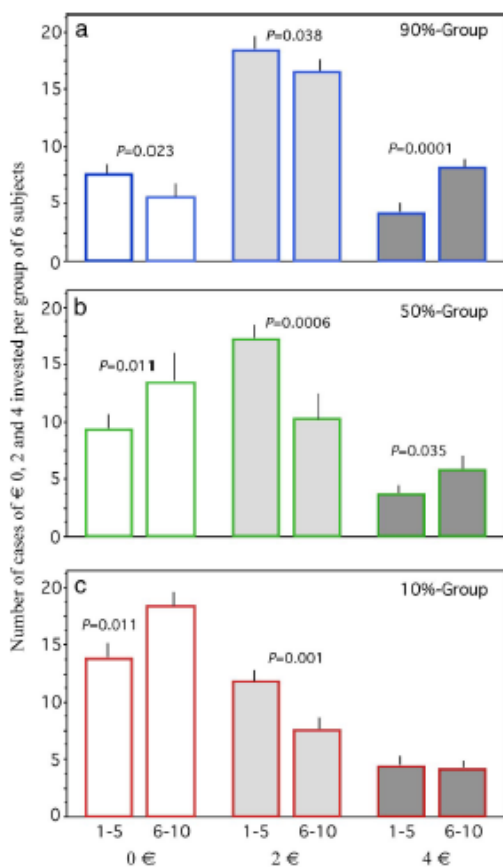 Number of cases of € 0, 2 and 4 invested per group of 6 subjects
a
90%-Group
20
15
10
5
0
P=0.023
P=0.038
P=0.0001
b
50%-Group
20
15
10
5
0
P=0.011
P=0.0006
P=0.035
c
10%-Group
20
15
10
5
0
P=0.011
P=0.001
1-5 6-10 1-5 6-10 1-5 6-10
0 € 2 € 4 €